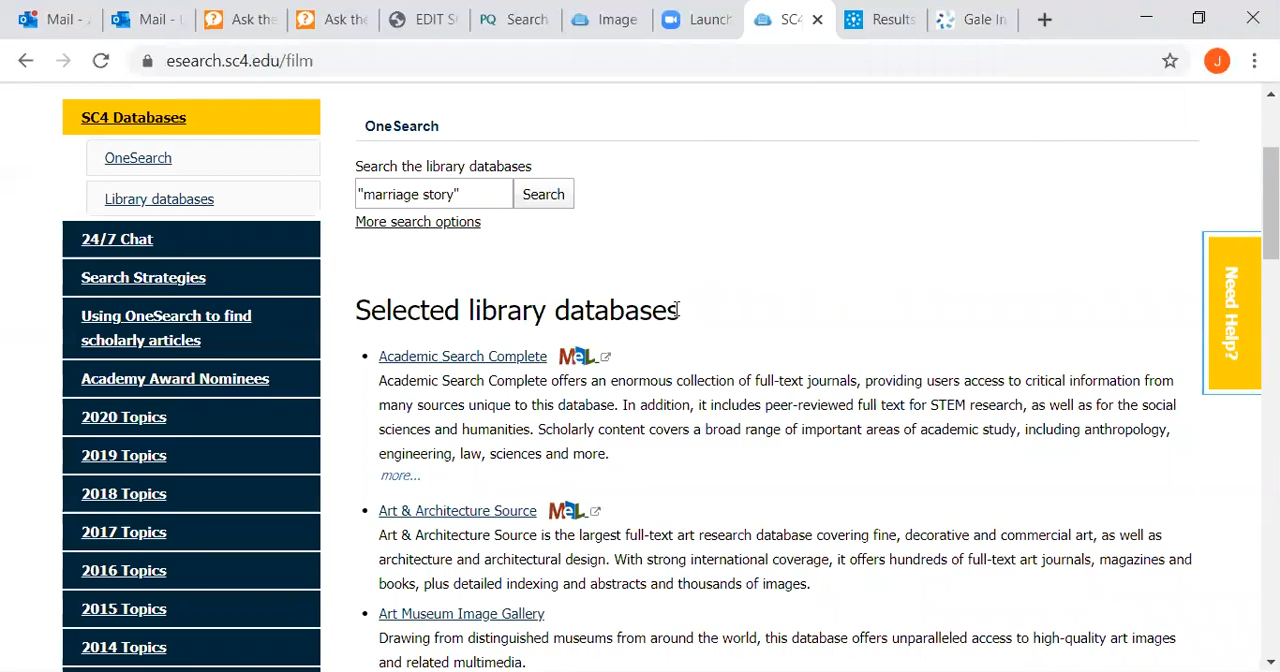 Mail -
Mail -
Ask the
Ask the
EDIT S
PQ Search
Image
Launch
SC4
Results
Gale In
esearch.sc4.edu/film
J
SC4 Databases
OneSearch
Library databases
24/7 Chat
Search Strategies
Using OneSearch to find
scholarly articles
Academy Award Nominees
2020 Topics
2019 Topics
2018 Topics
2017 Topics
2016 Topics
2015 Topics
2014 Topics
OneSearch
Search the library databases
"marriage story" Search
More search options
Selected library databases
Academic Search Complete MeL
Academic Search Complete offers an enormous collection of full-text journals, providing users access to critical information from
many sources unique to this database. In addition, it includes peer-reviewed full text for STEM research, as well as for the social
sciences and humanities. Scholarly content covers a broad range of important areas of academic study, including anthropology,
engineering, law, sciences and more.
more...
Art & Architecture Source MeL
Art & Architecture Source is the largest full-text art research database covering fine, decorative and commercial art, as well as
architecture and architectural design. With strong international coverage, it offers hundreds of full-text art journals, magazines and
books, plus detailed indexing and abstracts and thousands of images.
Art Museum Image Gallery
Drawing from distinguished museums from around the world, this database offers unparalleled access to high-quality art images
and related multimedia.
Need Help?